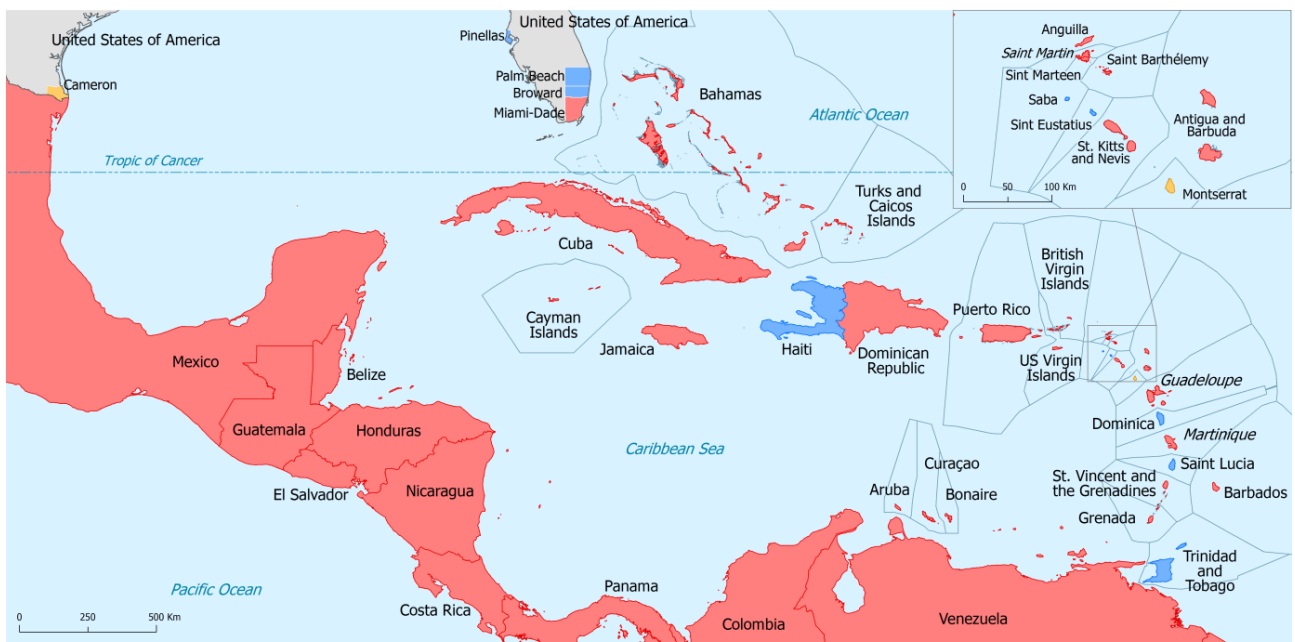 United States of America
United States of America
Pinellas
Palm Beach
Broward
Miami-Dade
Cameron
Bahamas
Atlantic Ocean
Tropic of Cancer
Anguilla
Saint Martin
Saint Barthélemy
Sint Marteen
Saba
Sint Eustatius
Antigua and
Barbuda
St. Kitts
and Nevis
Montserrat
0 50 100 Km
Turks and
Caicos
Islands
Cuba
British
Virgin
Islands
Cayman
Islands
Jamaica
Haiti
Dominican
Republic
Puerto Rico
US Virgin
Islands
Mexico
Belize
Guadeloupe
Guatemala
Honduras
Dominica
Martinique
Caribbean Sea
Saint Lucia
El Salvador
Nicaragua
Curaçao
Aruba
Bonaire
St. Vincent and
the Grenadines
Barbados
Grenada
Trinidad
and
Tobago
Pacific Ocean
Costa Rica
Panama
Colombia
Venezuela
0 250 500 Km